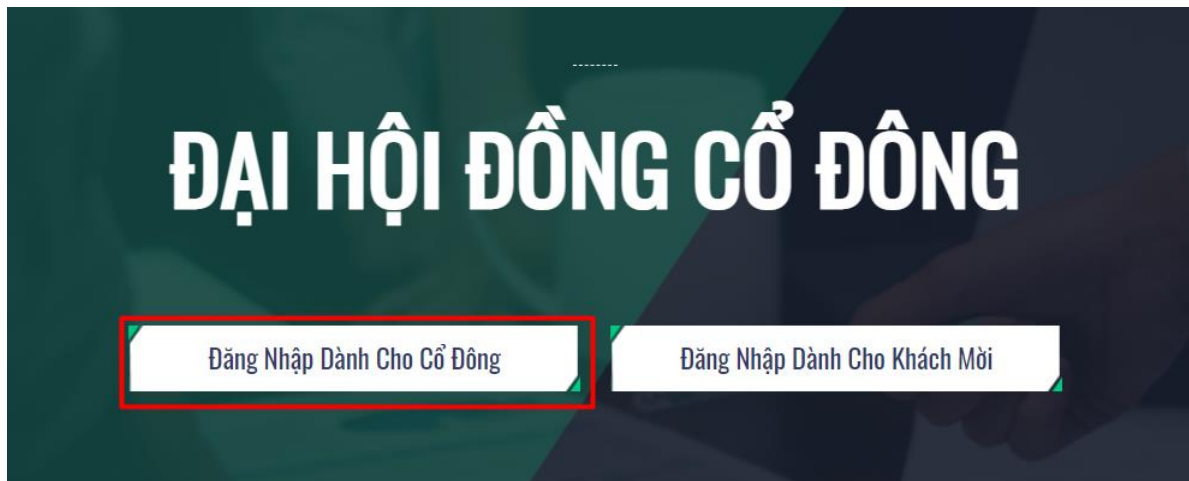 --------
ĐẠI HỘI ĐỒNG CỔ ĐÔNG
Đăng Nhập Dành Cho Cổ Đông
Đăng Nhập Dành Cho Khách Mời